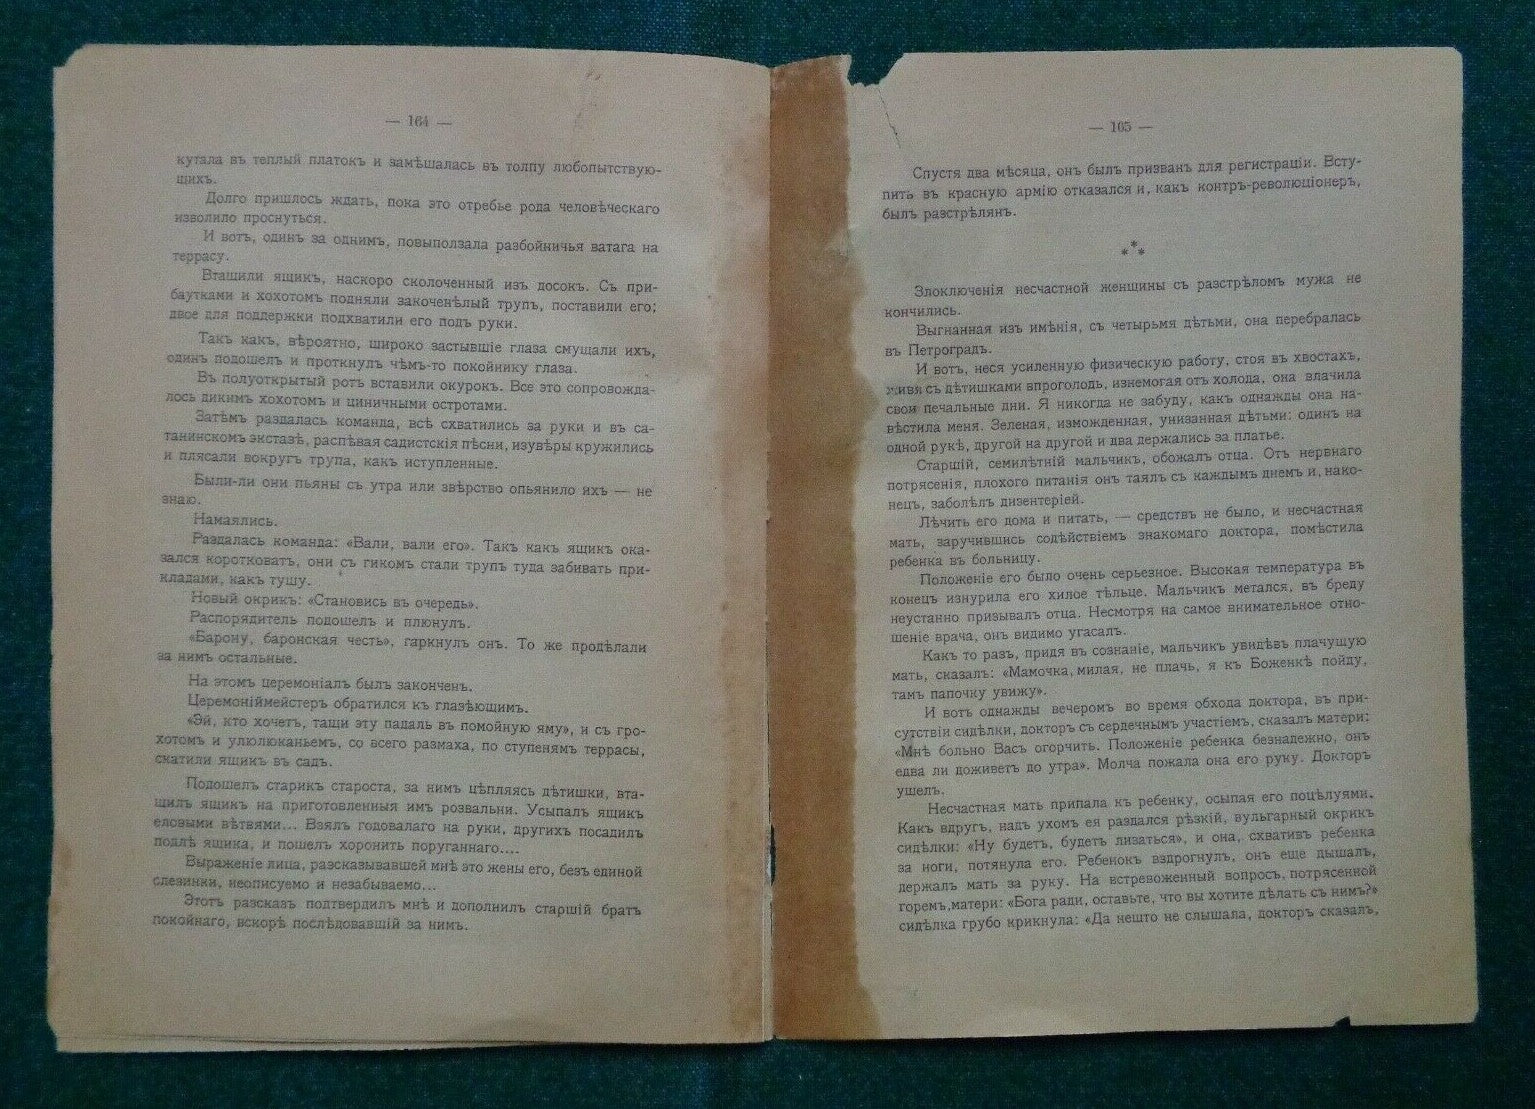 — 164 —
кутала въ теплый платокъ и замѣшалась въ толпу любопытствую-
щихъ.
Долго пришлось ждать, пока это отребье рода человѣческаго
изволило проснуться.
И вотъ, одинъ за однимъ, повыползала разбойничья ватага на
террасу.
Втащили ящикъ, наскоро сколоченный изъ досокъ. Съ при-
баутками и хохотомъ подняли закоченѣлый трупъ, поставили его;
двое для поддержки подхватили его подъ руки.
Такъ какъ, вѣроятно, широко застывшіе глаза смущали ихъ,
одинъ подошелъ и проткнулъ чѣмъ-то покойнику глаза.
Въ полуоткрытый ротъ вставили окурокъ. Все это сопровожда-
лось дикимъ хохотомъ и циничными остротами.
Затѣмъ раздалась команда, всѣ схватились за руки и въ са-
танинскомъ экстазѣ, распѣвая садистскія пѣсни, изувѣры кружились
и плясали вокругъ трупа, какъ иступленные.
Были-ли они пьяны съ утра или звѣрство опьянило ихъ — не
знаю.
Намаялись.
Раздалась команда: «Вали, вали его». Такъ какъ ящикъ ока-
зался коротковатъ, они съ гикомъ стали трупъ туда забивать при-
кладами, какъ тушу.
Новый окрикъ: «Становись въ очередь».
Распорядитель подошелъ и плюнулъ.
«Барону, баронская честь», гаркнулъ онъ. То же продѣлали
за нимъ остальные.
На этомъ церемоніалъ былъ законченъ.
Церемоніймейстеръ обратился къ глазѣющимъ.
«Эй, кто хочетъ, тащи эту падаль въ помойную яму», и съ гро-
хотомъ и улюлюканьемъ, со всего размаха, по ступенямъ террасы,
скатили ящикъ въ садъ.
Подошелъ старикъ староста, за нимъ цѣпляясь дѣтишки, вта-
щилъ ящикъ на приготовленныя имъ розвальни. Усыпалъ ящикъ
еловыми вѣтвями... Взялъ годовалаго на руки, другихъ посадилъ
подлѣ ящика, и пошелъ хоронить поруганнаго....
Выраженіе лица, разсказывавшей мнѣ это жены его, безъ единой
слезинки, неописуемо и незабываемо...
Этотъ разсказъ подтвердилъ мнѣ и дополнилъ старшій братъ
покойнаго, вскорѣ послѣдовавшій за нимъ.
— 165 —
Спустя два мѣсяца, онъ былъ призванъ для регистраціи. Всту-
пить въ красную армію отказался и, какъ контръ-революціонеръ,
былъ разстрѣлянъ.
***
Злоключенія несчастной женщины съ разстрѣломъ мужа не
кончились.
Выгнанная изъ имѣнія, съ четырьмя дѣтьми, она перебралась
въ Петроградъ.
И вотъ, неся усиленную физическую работу, стоя въ хвостахъ,
живя съ дѣтишками впроголодь, изнемогая отъ холода, она влачила
свои печальные дни. Я никогда не забуду, какъ однажды она на-
вѣстила меня. Зеленая, изможденная, унизанная дѣтьми: одинъ на
одной рукѣ, другой на другой и два держались за платье.
Старшій, семилѣтній мальчикъ, обожалъ отца. Отъ нервнаго
потрясенія, плохого питанія онъ таялъ съ каждымъ днемъ и, нако-
нецъ, заболѣлъ дизентеріей.
Лѣчить его дома и питать, — средствъ не было, и несчастная
мать, заручившись содѣйствіемъ знакомаго доктора, помѣстила
ребенка въ больницу.
Положеніе его было очень серьезное. Высокая температура въ
конецъ изнурила его хилое тѣльце. Мальчикъ метался, въ бреду
неустанно призывалъ отца. Несмотря на самое внимательное отно-
шеніе врача, онъ видимо угасалъ.
Какъ то разъ, придя въ сознаніе, мальчикъ увидѣвъ плачущую
мать, сказалъ: «Мамочка, милая, не плачь, я къ Боженкѣ пойду,
тамъ папочку увижу».
И вотъ однажды вечеромъ во время обхода доктора, въ при-
сутствіи сидѣлки, докторъ съ сердечнымъ участіемъ, сказалъ матери:
«Мнѣ больно Васъ огорчить. Положеніе ребенка безнадежно, онъ
едва ли доживетъ до утра». Молча пожала она его руку. Докторъ
ушелъ.
Несчастная мать припала къ ребенку, осыпая его поцѣлуями.
Какъ вдругъ, надъ ухомъ ея раздался рѣзкій, вульгарный окрикъ
сидѣлки: «Ну будетъ, будетъ лизаться», и она, схвативъ ребенка
за ноги, потянула его. Ребенокъ вздрогнулъ, онъ еще дышалъ,
держалъ мать за руку. На встревоженный вопросъ, потрясенной
горемъ, матери: «Бога ради, оставьте, что вы хотите дѣлать съ нимъ?»
сидѣлка грубо крикнула: «Да нешто не слышала, докторъ сказалъ,